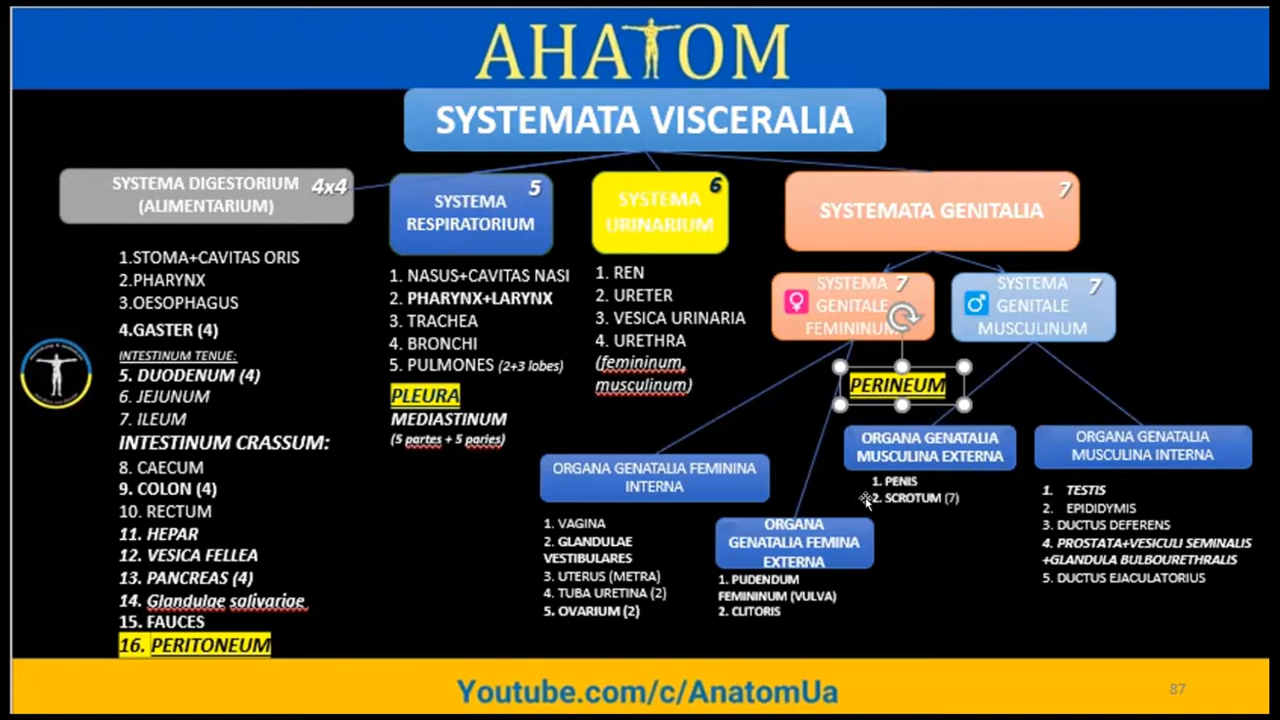 AHATOM
SYSTEMATA VISCERALIA
SYSTEMA DIGESTORIUM
(ALIMENTARIUM)
4x4
1.STOMA+CAVITAS ORIS
2.PHARYNX
3.OESOPHAGUS
4.GASTER (4)
INTESTINUM TENUE:
5. DUODENUM (4)
6. JEJUNUM
7. ILEUM
INTESTINUM CRASSUM:
8. CAECUM
9. COLON (4)
10. RECTUM
11. HEPAR
12. VESICA FELLEA
13. PANCREAS (4)
14. Glandulae salivariae
15. FAUCES
16. PERITONEUM
SYSTEMA
RESPIRATORIUM
5
1. NASUS+CAVITAS NASI
2. PHARYNX+LARYNX
3. TRACHEA
4. BRONCHI
5. PULMONES (2+3 lobes)
PLEURA
MEDIASTINUM
(5 partes + 5 paries)
SYSTEMA
URINARIUM
6
1. REN
2. URETER
3. VESICA URINARIA
4. URETHRA
(femininum,
musculinum)
SYSTEMATA GENITALIA
7
SYSTEMA
GENITALE
FEMININUM
7
SYSTEMA
GENITALE
MUSCULINUM
7
PERINEUM
ORGANA GENATALIA FEMININA
INTERNA
1. VAGINA
2. GLANDULAE
VESTIBULARES
3. UTERUS (METRA)
4. TUBA URETINA (2)
5. OVARIUM (2)
ORGANA
GENATALIA FEMINA
EXTERNA
1. PUDENDUM
FEMININUM (VULVA)
2. CLITORIS
ORGANA GENATALIA
MUSCULINA EXTERNA
1. PENIS
2. SCROTUM (7)
ORGANA GENATALIA
MUSCULINA INTERNA
1. TESTIS
2. EPIDIDYMIS
3. DUCTUS DEFERENS
4. PROSTATA+VESICULI SEMINALIS
+GLANDULA BULBOURETHRALIS
5. DUCTUS EJACULATORIUS
Youtube.com/c/AnatomUa
87